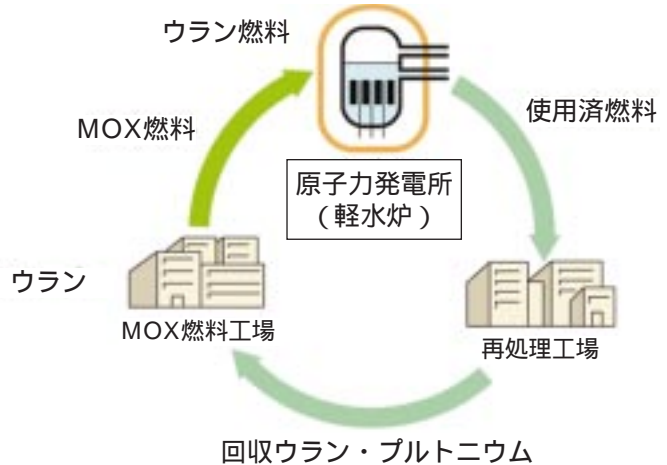 ウラン燃料
MOX燃料
使用済燃料
原子力発電所
(軽水炉)
ウラン
MOX燃料工場
再処理工場
回収ウラン・プルトニウム